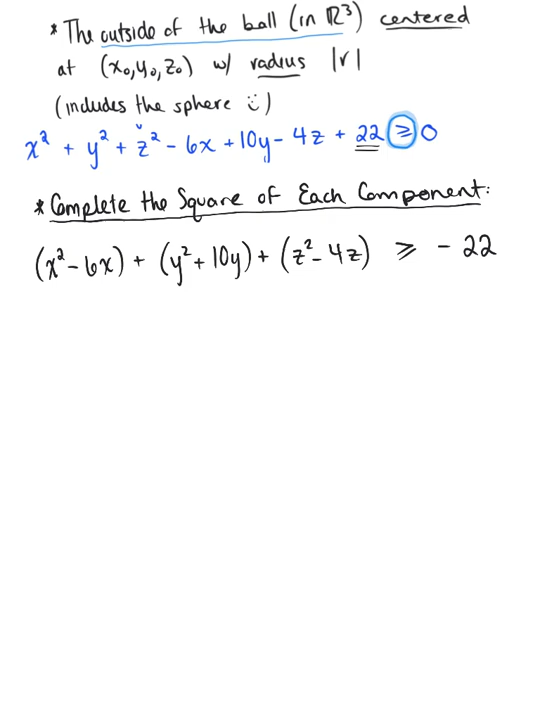 * The outside of the ball (in ℝ³) centered
at (x₀,y₀,z₀) w/ radius |r|
(includes the sphere ☺)
x² + y² + z² - 6x + 10y - 4z + 22 ≥ 0
* Complete the Square of Each Component:
(x² - 6x) + (y² + 10y) + (z² - 4z) ≥ - 22